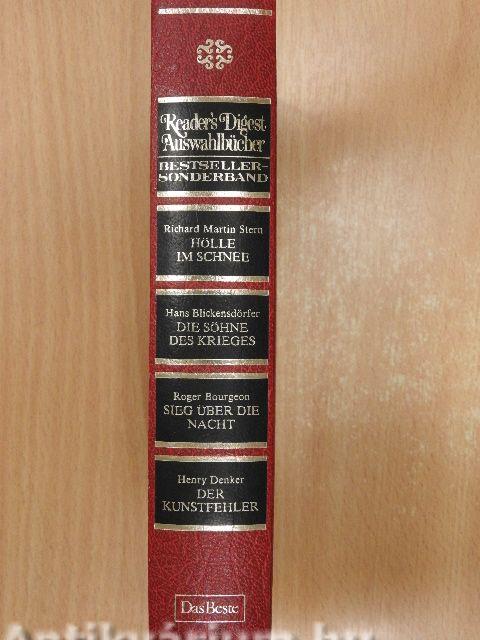 Reader's Digest
Auswahlbücher
BESTSELLER-
SONDERBAND
Richard Martin Stern
HÖLLE
IM SCHNEE
Hans Blickensdörfer
DIE SÖHNE
DES KRIEGES
Roger Bourgeon
SIEG ÜBER DIE
NACHT
Henry Denker
DER
KUNSTFEHLER
Das Beste